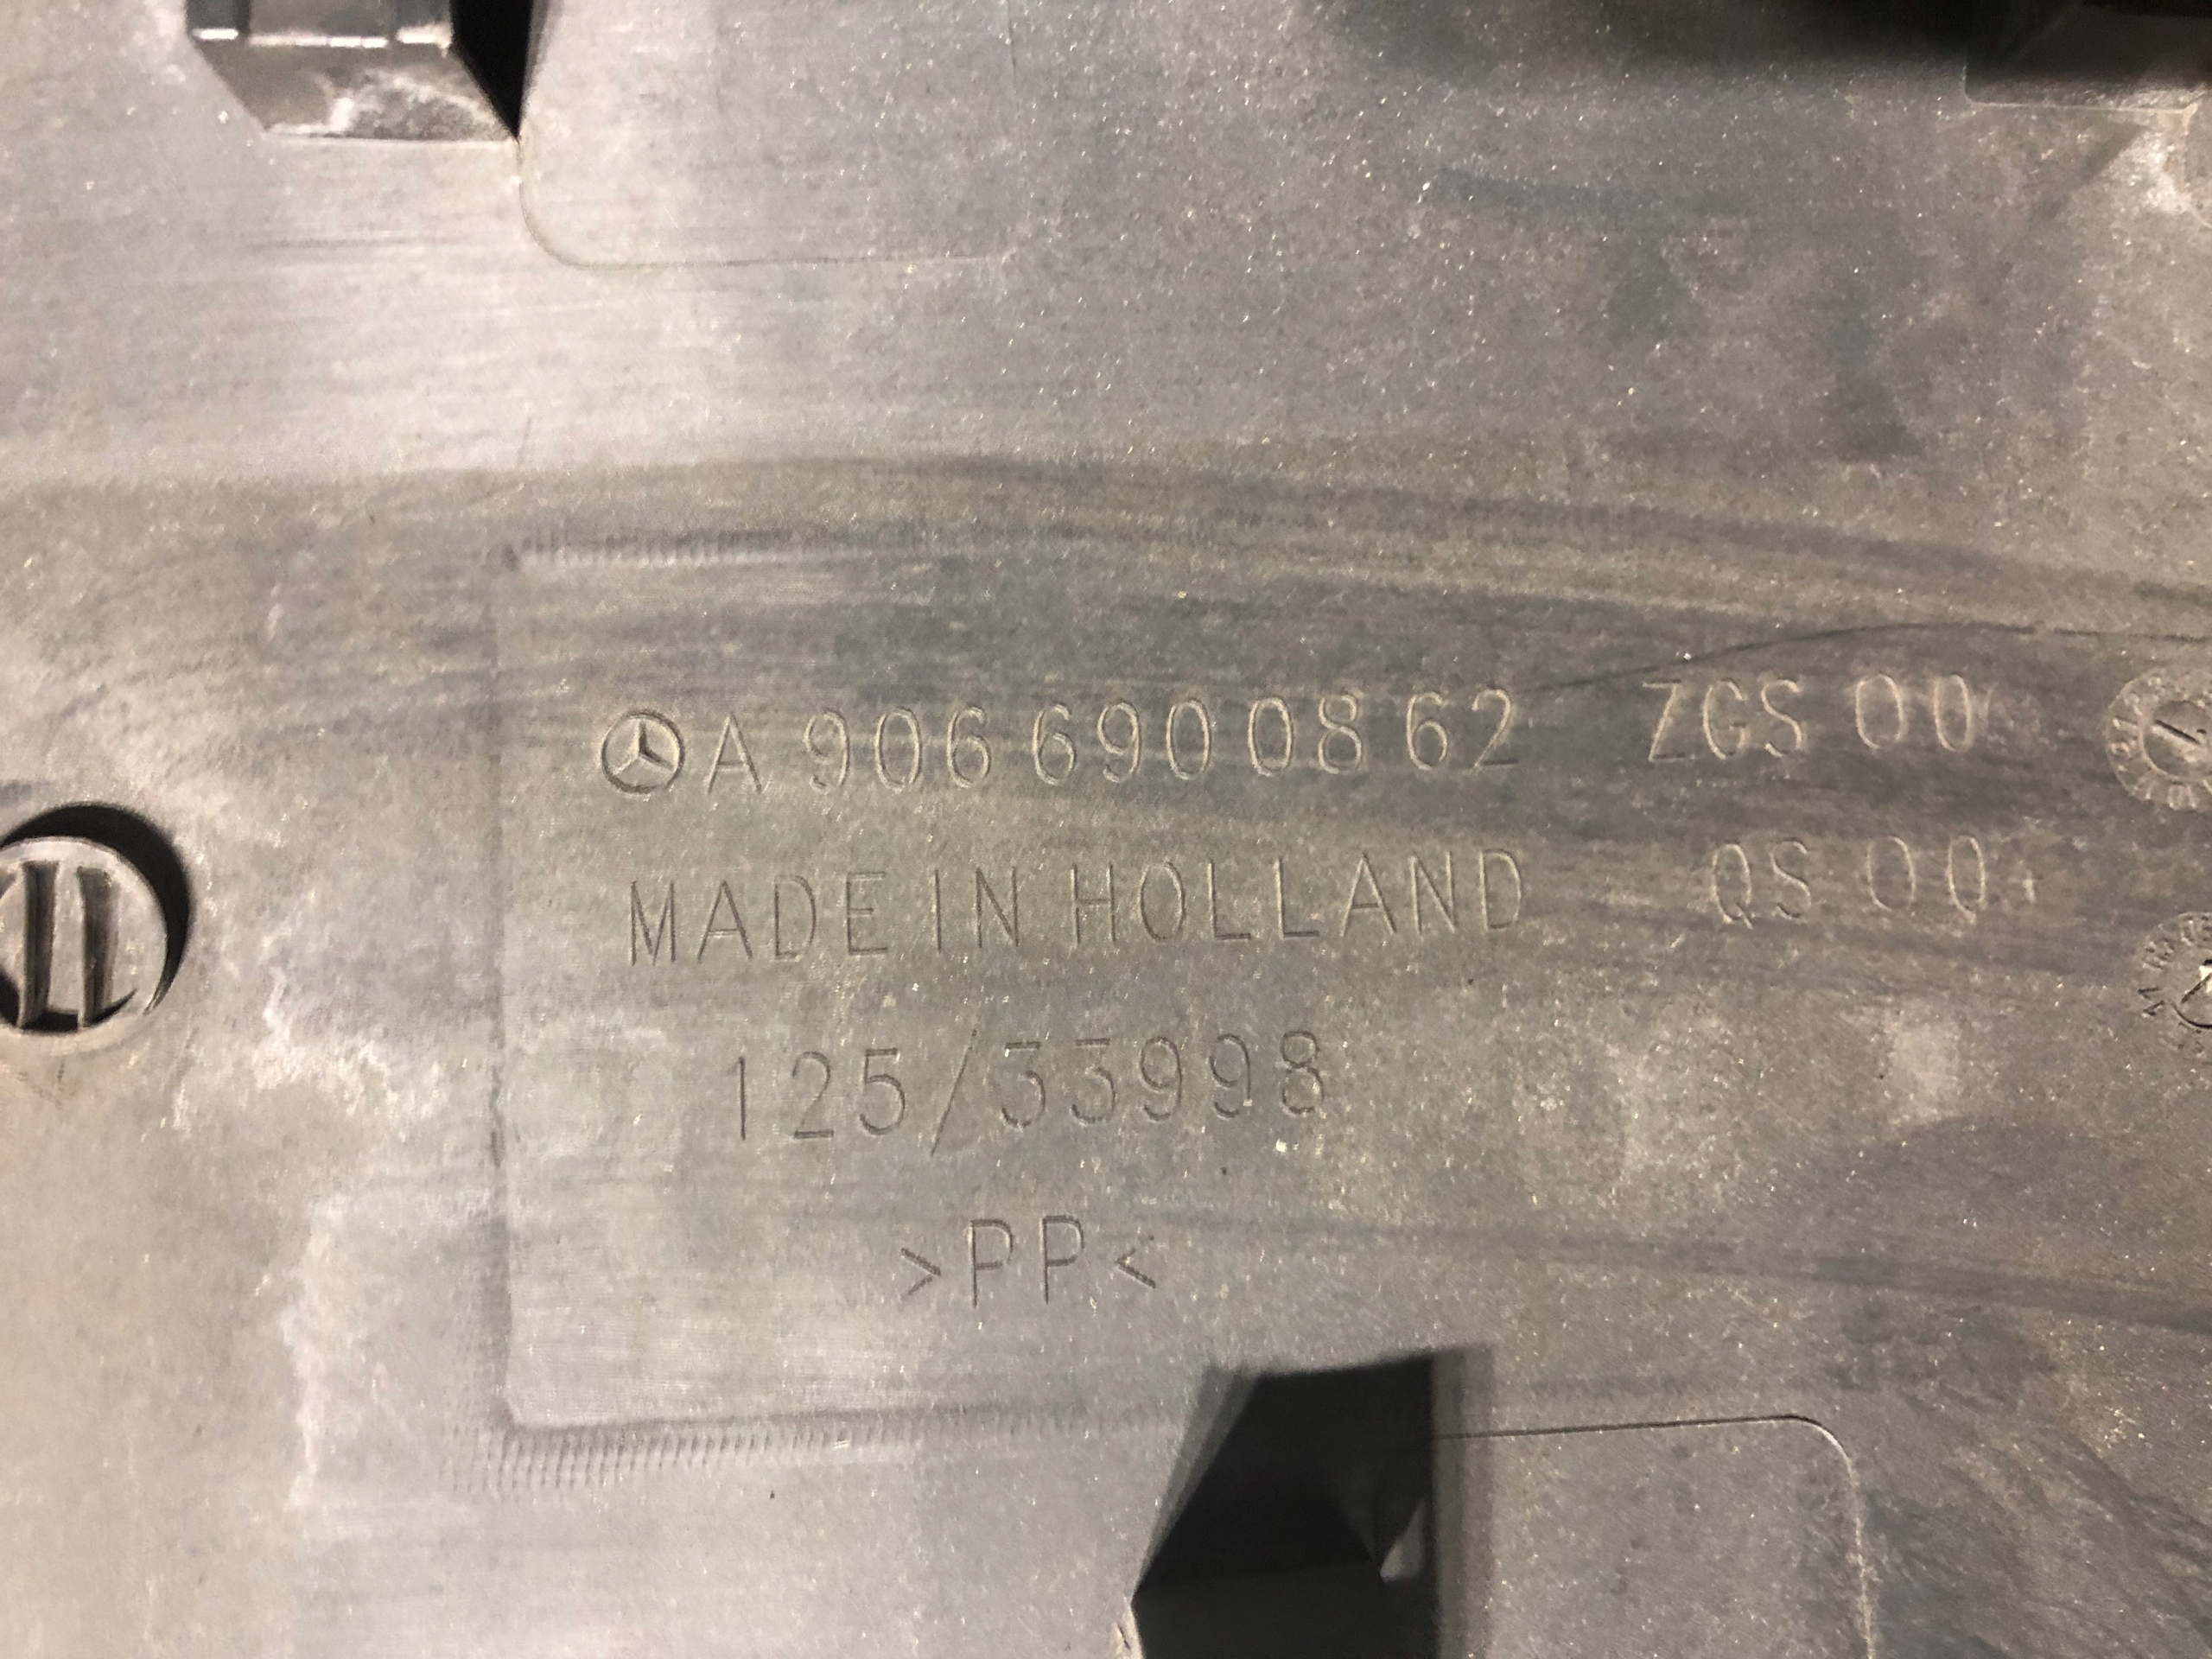 A 906 690 08 62 ZGS 00
MADE IN HOLLAND QS 00
125/33998
>PP<